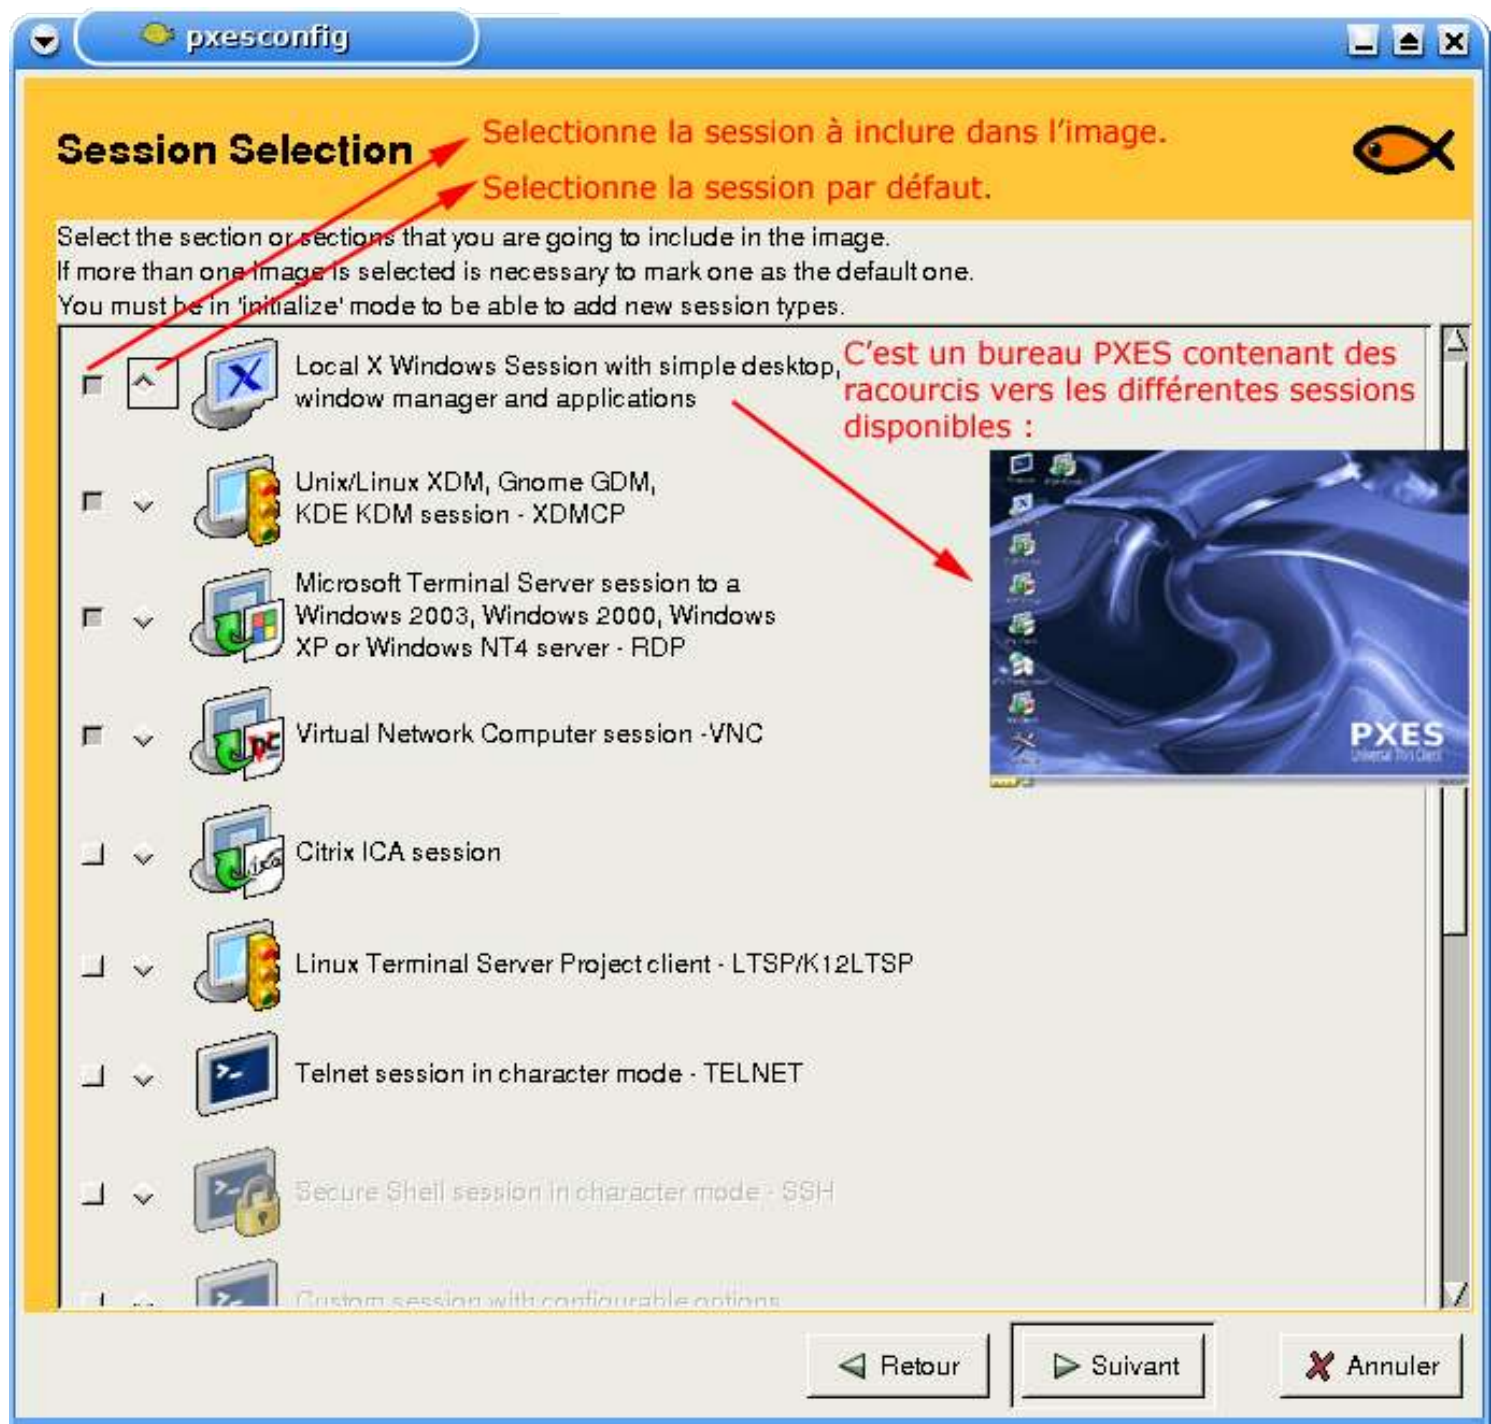 pxesconfig
Session Selection
Selectionne la session à inclure dans l'image.
Selectionne la session par défaut.
Select the section or sections that you are going to include in the image.
If more than one image is selected is necessary to mark one as the default one.
You must be in 'initialize' mode to be able to add new session types.
Local X Windows Session with simple desktop,
window manager and applications
C'est un bureau PXES contenant des
racourcis vers les différentes sessions
disponibles :
Unix/Linux XDM, Gnome GDM,
KDE KDM session - XDMCP
Microsoft Terminal Server session to a
Windows 2003, Windows 2000, Windows
XP or Windows NT4 server - RDP
PXES
Universal Thin Client
Virtual Network Computer session -VNC
Citrix ICA session
Linux Terminal Server Project client - LTSP/K12LTSP
Telnet session in character mode - TELNET
Secure Shell session in character mode - SSH
Custom session with configurable options
Retour
Suivant
Annuler